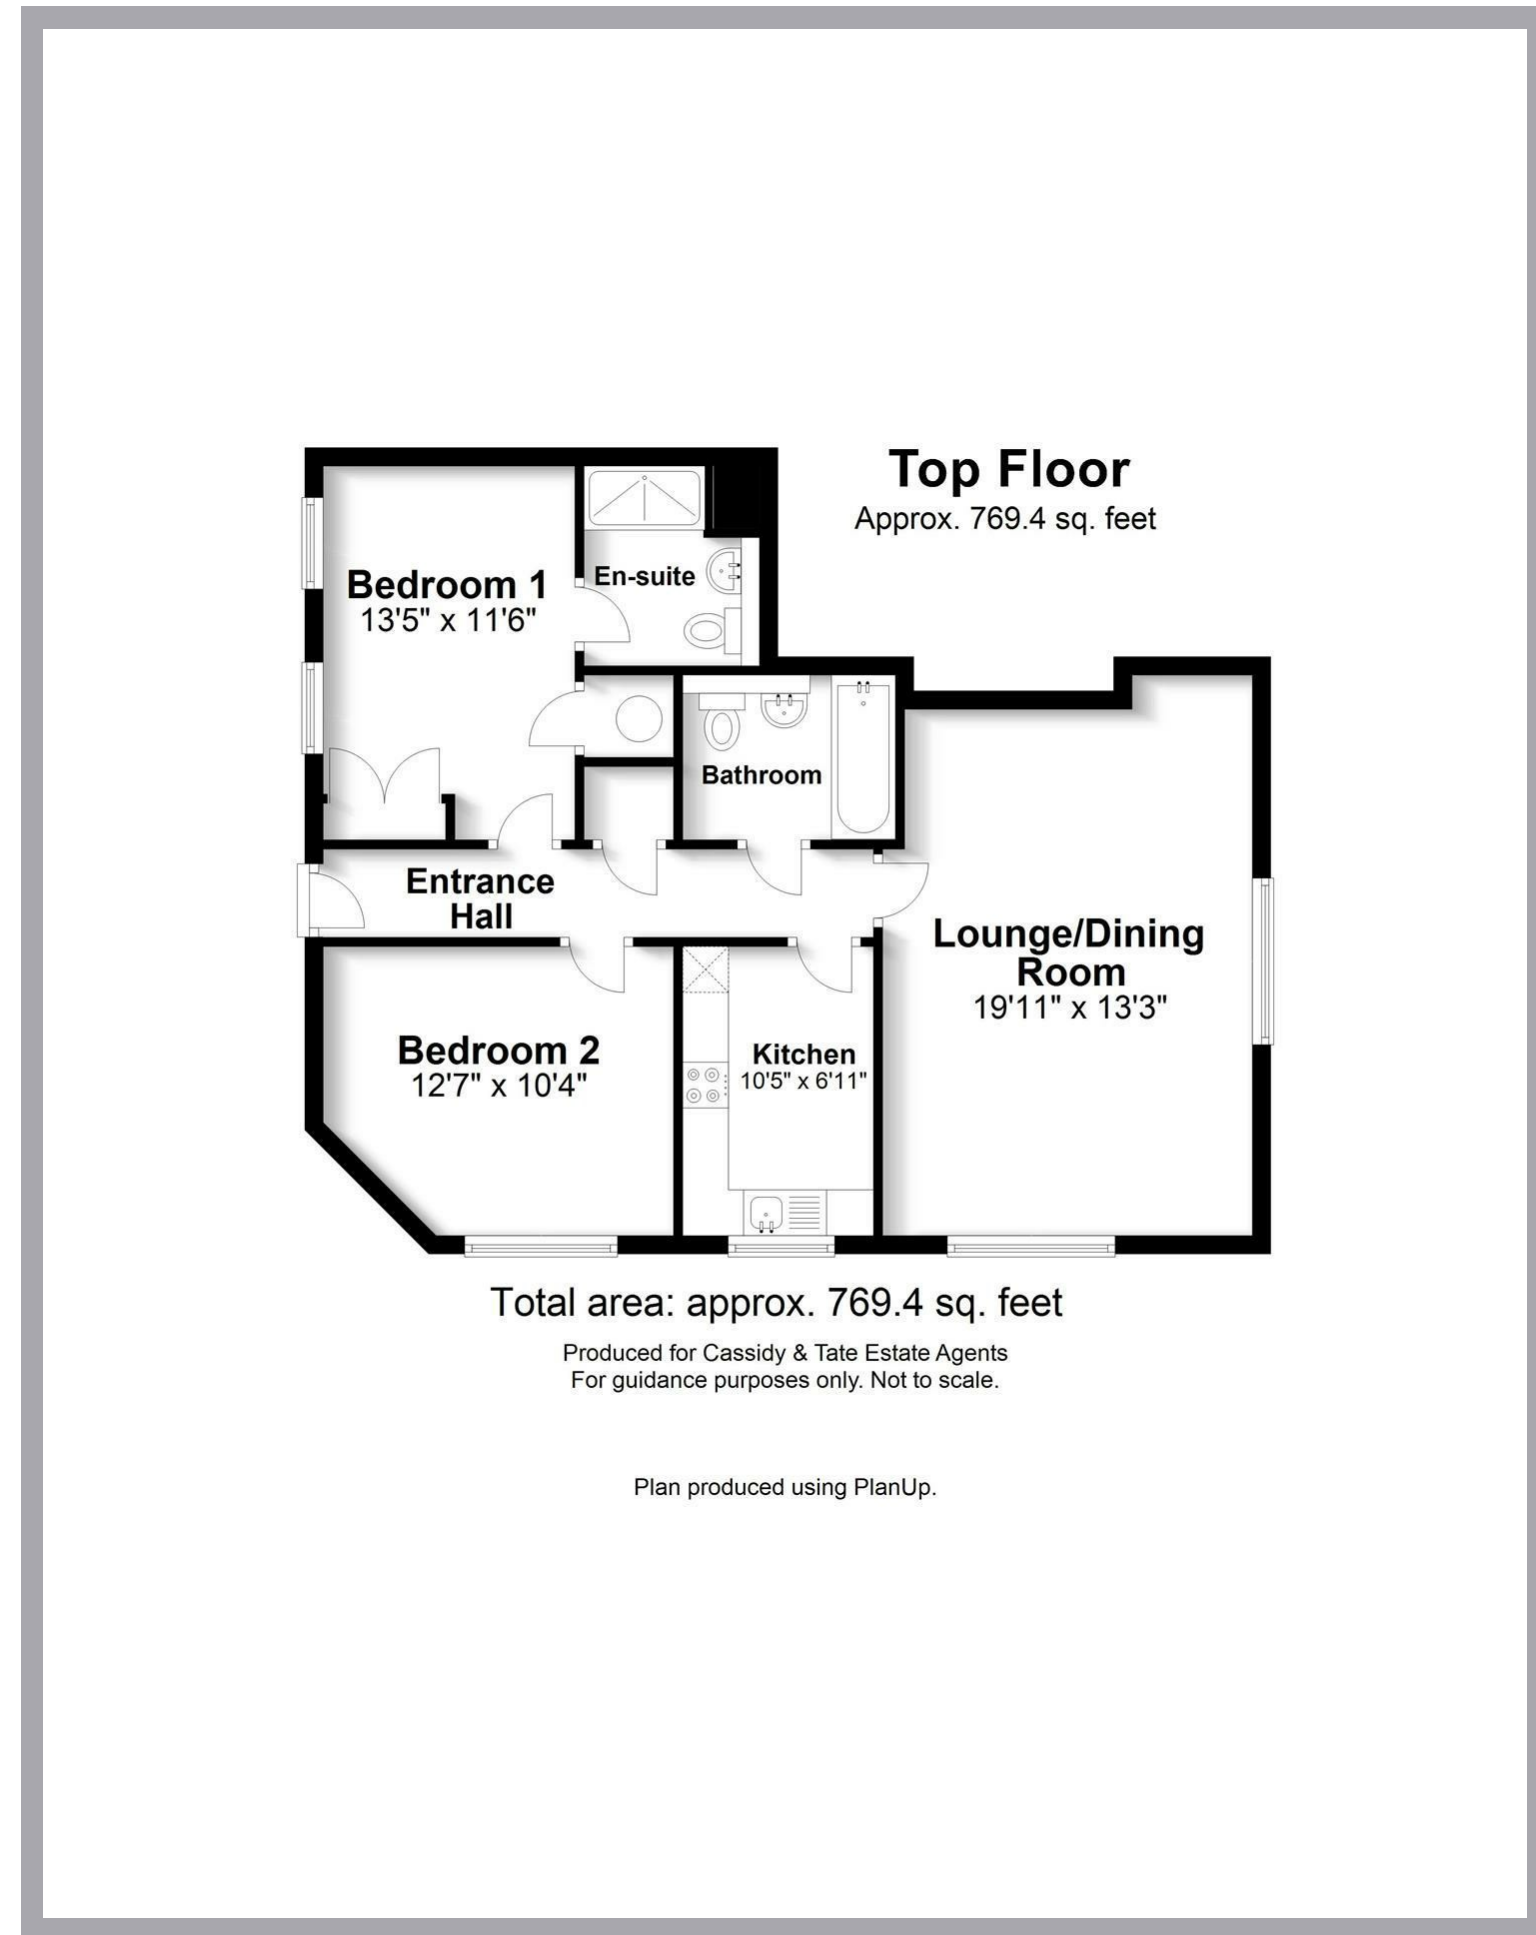 Top Floor
Approx. 769.4 sq. feet
Bedroom 1
13'5" x 11'6"
En-suite
Bathroom
Entrance
Hall
Lounge/Dining
Room
19'11" x 13'3"
Bedroom 2
12'7" x 10'4"
Kitchen
10'5" x 6'11"
Total area: approx. 769.4 sq. feet
Produced for Cassidy & Tate Estate Agents
For guidance purposes only. Not to scale.
Plan produced using PlanUp.